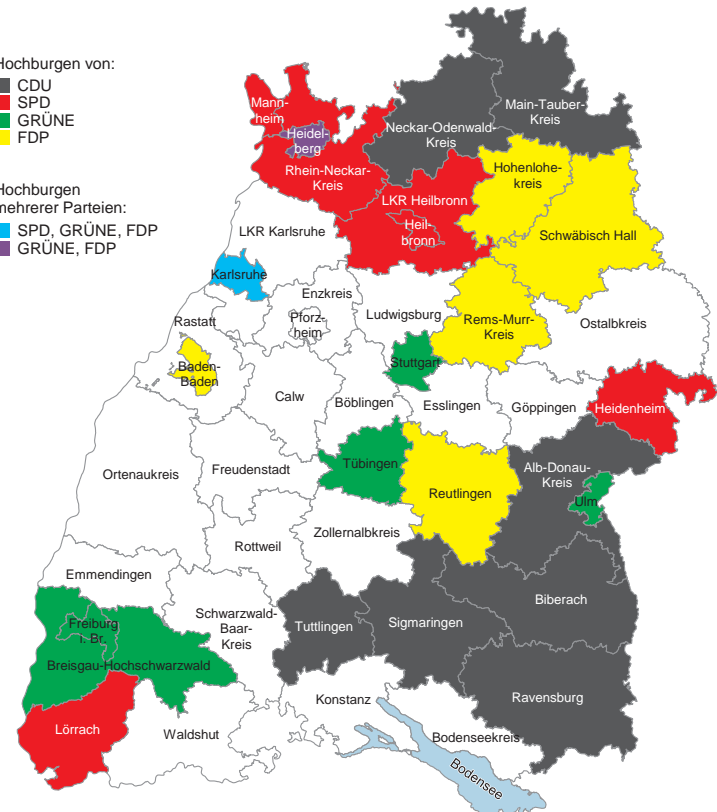 Hochburgen von:
CDU
SPD
GRÜNE
FDP
Hochburgen
mehrerer Parteien:
SPD, GRÜNE, FDP
GRÜNE, FDP
Mann-
heim
Heidel-
berg
Rhein-Neckar-
Kreis
Neckar-Odenwald-
Kreis
Main-Tauber-
Kreis
Hohenlohe-
kreis
LKR Heilbronn
Heil-
bronn
Schwäbisch Hall
LKR Karlsruhe
Karlsruhe
Enzkreis
Pforz-
heim
Ludwigsburg
Rems-Murr-
Kreis
Ostalbkreis
Rastatt
Baden-
Baden
Stuttgart
Calw
Böblingen
Esslingen
Göppingen
Heidenheim
Ortenaukreis
Freudenstadt
Tübingen
Reutlingen
Alb-Donau-
Kreis
Ulm
Zollernalbkreis
Rottweil
Emmendingen
Schwarzwald-
Baar-
Kreis
Tuttlingen
Sigmaringen
Biberach
Freiburg
i. Br.
Breisgau-Hochschwarzwald
Lörrach
Waldshut
Konstanz
Ravensburg
Bodenseekreis
Bodensee